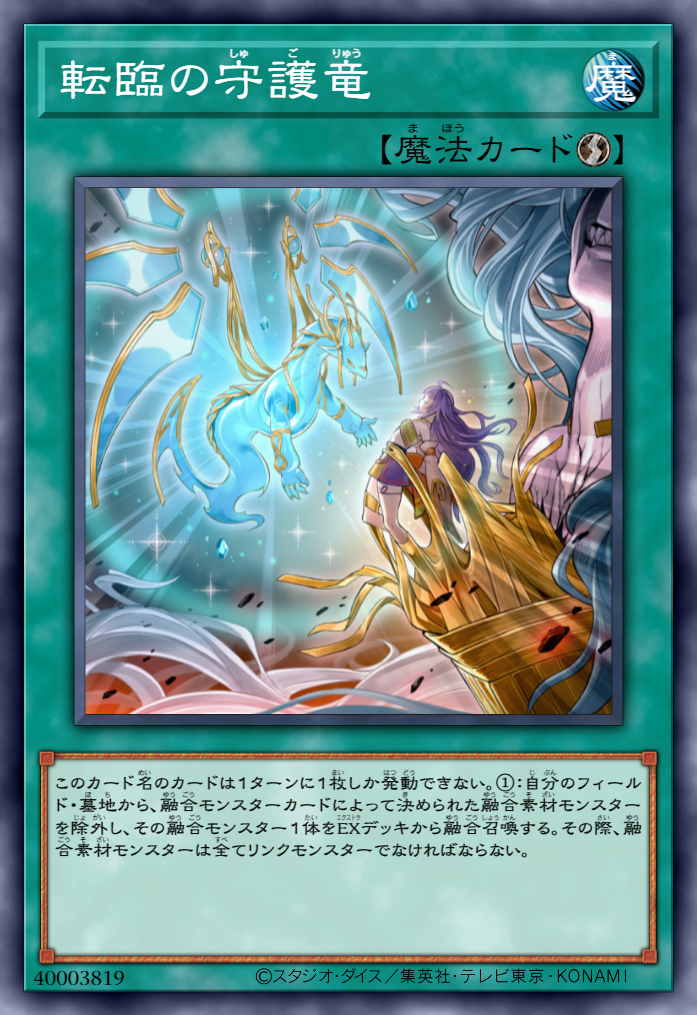 転臨の守護竜
魔
【魔法カード】
このカード名のカードは1ターンに1枚しか発動できない。①:自分のフィール
ド・墓地から、融合モンスターカードによって決められた融合素材モンスター
を除外し、その融合モンスター1体をEXデッキから融合召喚する。その際、融
合素材モンスターは全てリンクモンスターでなければならない。
40003819
©スタジオ・ダイス/集英社・テレビ東京・KONAMI